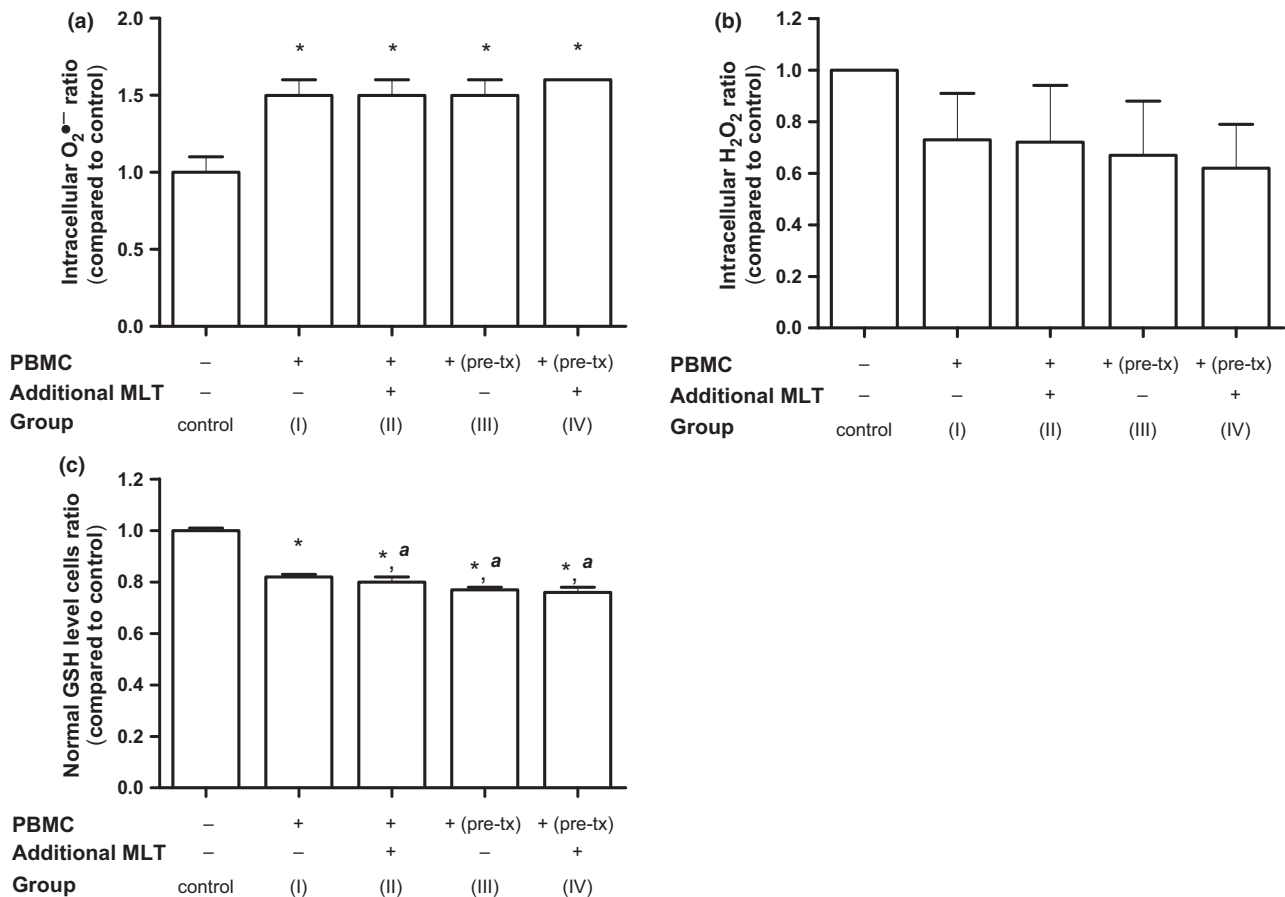 (a)
Intracellular O₂•− ratio
(compared to control)
2.0
1.5
1.0
0.5
0.0
* * * *
PBMC – + + + (pre-tx) + (pre-tx)
Additional MLT – – + – +
Group control (I) (II) (III) (IV)
(b)
Intracellular H₂O₂ ratio
(compared to control)
1.2
1.0
0.8
0.6
0.4
0.2
0.0
PBMC – + + + (pre-tx) + (pre-tx)
Additional MLT – – + – +
Group control (I) (II) (III) (IV)
(c)
Normal GSH level cells ratio
(compared to control)
1.2
1.0
0.8
0.6
0.4
0.2
0.0
* *, a *, a *, a
PBMC – + + + (pre-tx) + (pre-tx)
Additional MLT – – + – +
Group control (I) (II) (III) (IV)